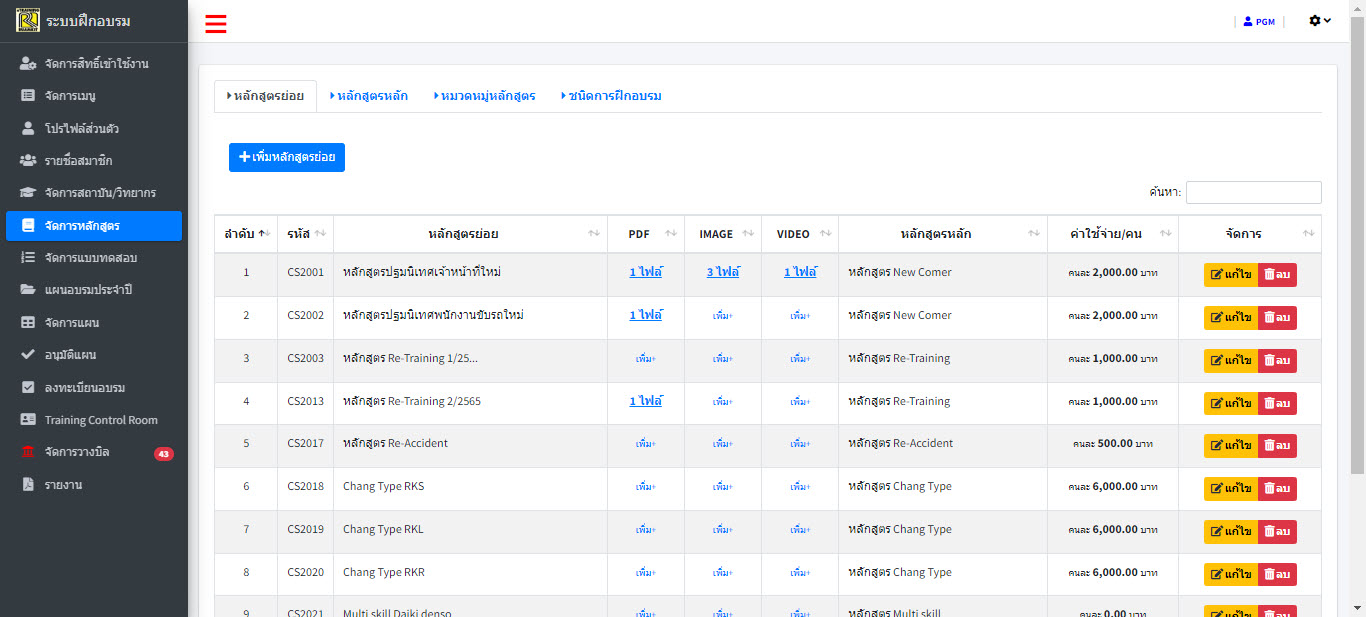 ระบบฝึกอบรม
PGM
จัดการสิทธิ์เข้าใช้งาน
จัดการเมนู
โปรไฟล์ส่วนตัว
รายชื่อสมาชิก
จัดการสถาบัน/วิทยากร
จัดการหลักสูตร
จัดการแบบทดสอบ
แผนอบรมประจำปี
จัดการแผน
อนุมัติแผน
ลงทะเบียนอบรม
Training Control Room
จัดการวางบิล 43
รายงาน
หลักสูตรย่อย หลักสูตรหลัก หมวดหมู่หลักสูตร ชนิดการฝึกอบรม
เพิ่มหลักสูตรย่อย
ค้นหา:
ลำดับ รหัส หลักสูตรย่อย PDF IMAGE VIDEO หลักสูตรหลัก ค่าใช้จ่าย/คน จัดการ
1 CS2001 หลักสูตรปฐมนิเทศเจ้าหน้าที่ใหม่ 1 ไฟล์ 3 ไฟล์ 1 ไฟล์ หลักสูตร New Comer คนละ 2,000.00 บาท แก้ไข ลบ
2 CS2002 หลักสูตรปฐมนิเทศพนักงานขับรถใหม่ 1 ไฟล์ เพิ่ม+ เพิ่ม+ หลักสูตร New Comer คนละ 2,000.00 บาท แก้ไข ลบ
3 CS2003 หลักสูตร Re-Training 1/25... เพิ่ม+ เพิ่ม+ เพิ่ม+ หลักสูตร Re-Training คนละ 1,000.00 บาท แก้ไข ลบ
4 CS2013 หลักสูตร Re-Training 2/2565 1 ไฟล์ เพิ่ม+ เพิ่ม+ หลักสูตร Re-Training คนละ 1,000.00 บาท แก้ไข ลบ
5 CS2017 หลักสูตร Re-Accident เพิ่ม+ เพิ่ม+ เพิ่ม+ หลักสูตร Re-Accident คนละ 500.00 บาท แก้ไข ลบ
6 CS2018 Chang Type RKS เพิ่ม+ เพิ่ม+ เพิ่ม+ หลักสูตร Chang Type คนละ 6,000.00 บาท แก้ไข ลบ
7 CS2019 Chang Type RKL เพิ่ม+ เพิ่ม+ เพิ่ม+ หลักสูตร Chang Type คนละ 6,000.00 บาท แก้ไข ลบ
8 CS2020 Chang Type RKR เพิ่ม+ เพิ่ม+ เพิ่ม+ หลักสูตร Chang Type คนละ 6,000.00 บาท แก้ไข ลบ
9 CS2021 Multi skill Daiki denso เพิ่ม+ เพิ่ม+ เพิ่ม+ หลักสูตร Multi skill คนละ 0.00 บาท แก้ไข ลบ